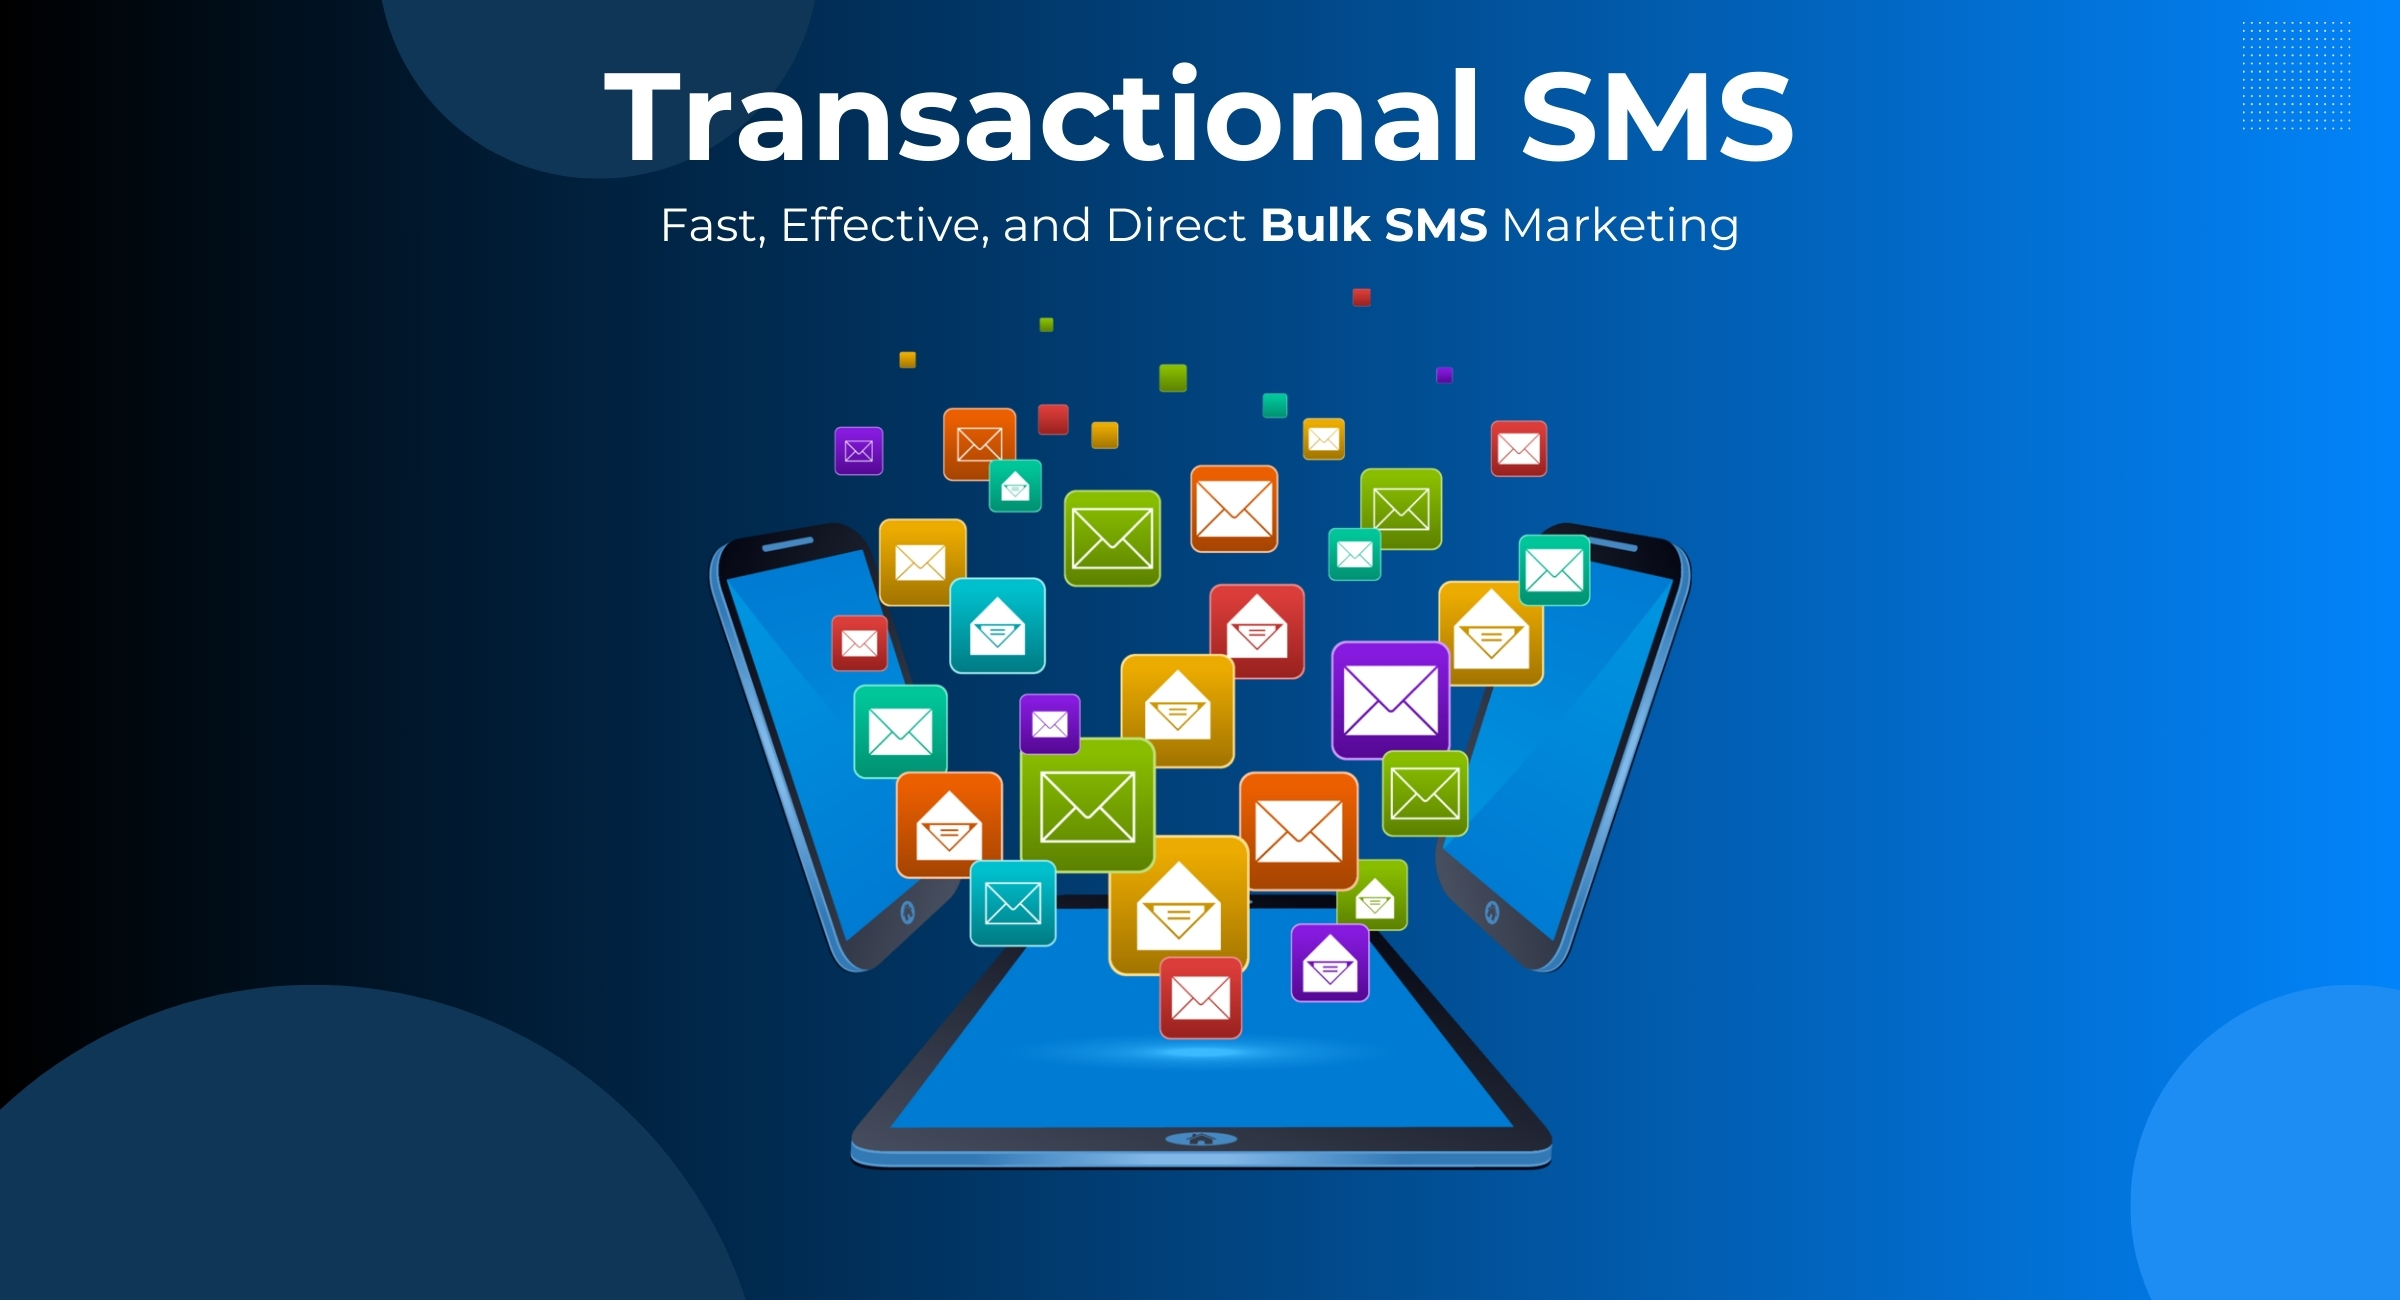 Transactional SMS
Fast, Effective, and Direct Bulk SMS Marketing